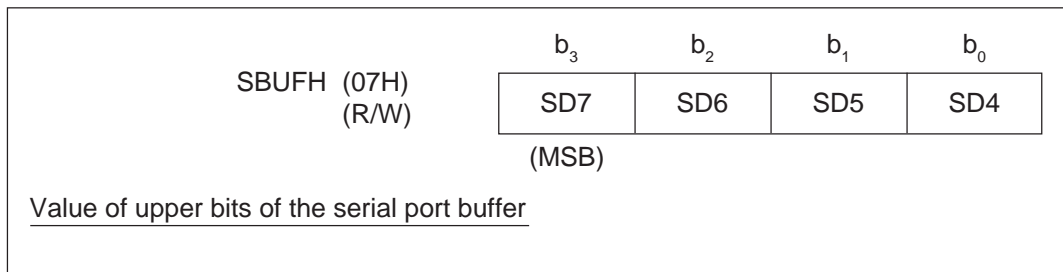 b3 b2 b1 b0
SBUFH (07H) SD7 SD6 SD5 SD4
(R/W)
(MSB)
Value of upper bits of the serial port buffer